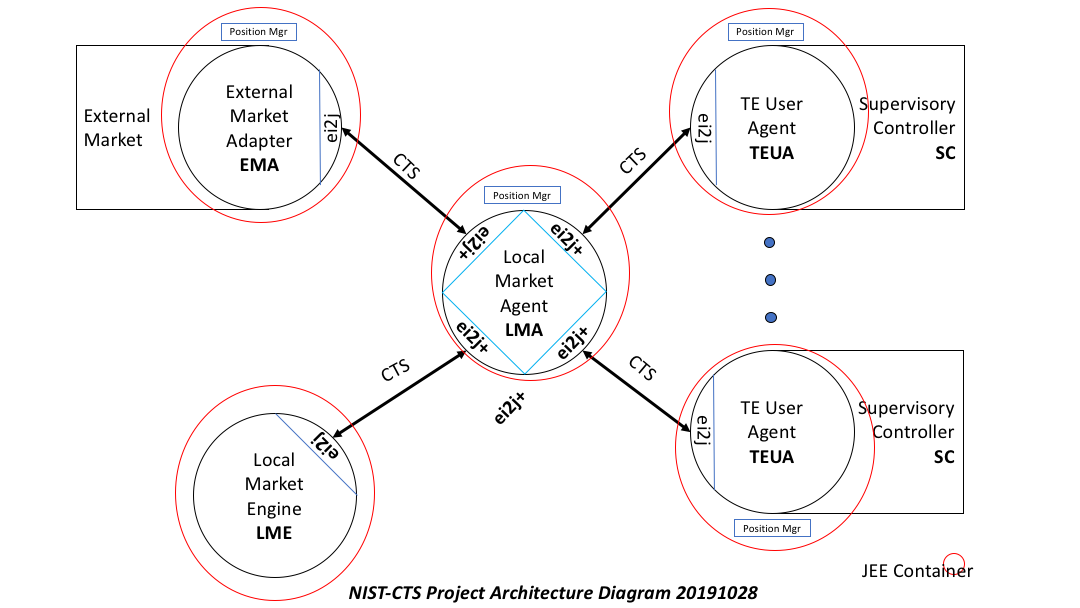 Position Mgr
External
Market
External
Market
Adapter
EMA
ei2j
CTS
Position Mgr
ei2j
TE User
Agent
TEUA
Supervisory
Controller
SC
CTS
Position Mgr
ei2j+
ei2j+
Local
Market
Agent
LMA
ei2j+
ei2j+
ei2j+
CTS
CTS
ei2j
Local
Market
Engine
LME
ei2j
TE User
Agent
TEUA
Supervisory
Controller
SC
Position Mgr
JEE Container
NIST-CTS Project Architecture Diagram 20191028